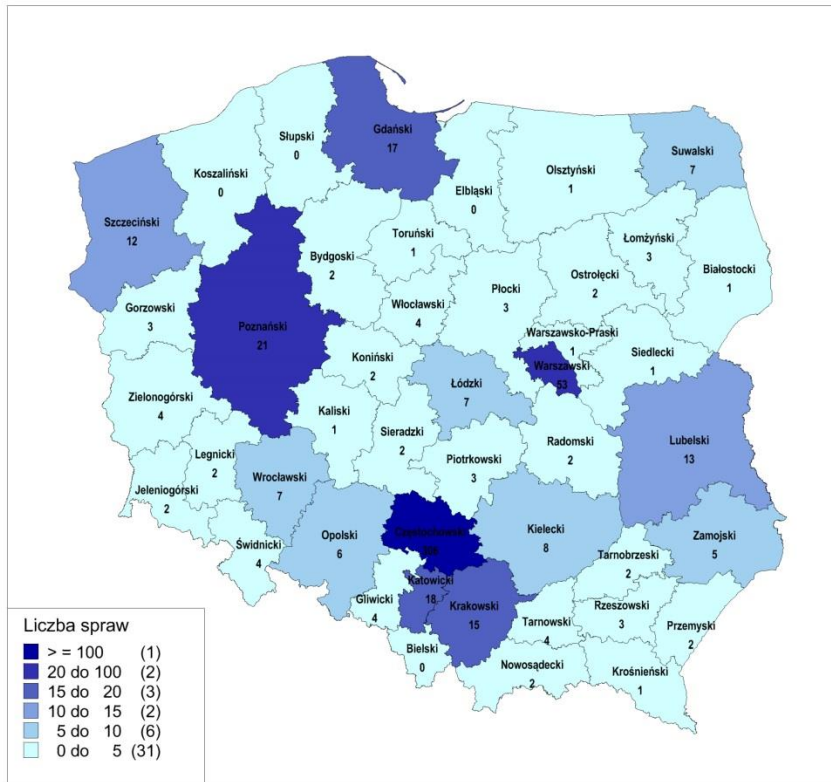 Gdański
17
Słupski
0
Koszaliński
0
Elbląski
0
Olsztyński
1
Suwalski
7
Szczeciński
12
Toruński
1
Bydgoski
2
Łomżyński
3
Białostocki
1
Ostrołęcki
2
Płocki
3
Włocławski
4
Gorzowski
3
Poznański
21
Warszawsko-Praski
1
Warszawski
53
Siedlecki
1
Koniński
2
Łódzki
7
Zielonogórski
4
Kaliski
1
Sieradzki
2
Radomski
2
Lubelski
13
Legnicki
2
Piotrkowski
3
Wrocławski
7
Jeleniogórski
2
Częstochowski
Kielecki
8
Zamojski
5
Opolski
6
Świdnicki
4
Tarnobrzeski
2
Katowicki
18
Gliwicki
4
Krakowski
15
Rzeszowski
3
Tarnowski
4
Przemyski
2
Bielski
0
Nowosądecki
2
Krośnieński
1
Liczba spraw
> = 100 (1)
20 do 100 (2)
15 do 20 (3)
10 do 15 (2)
5 do 10 (6)
0 do 5 (31)